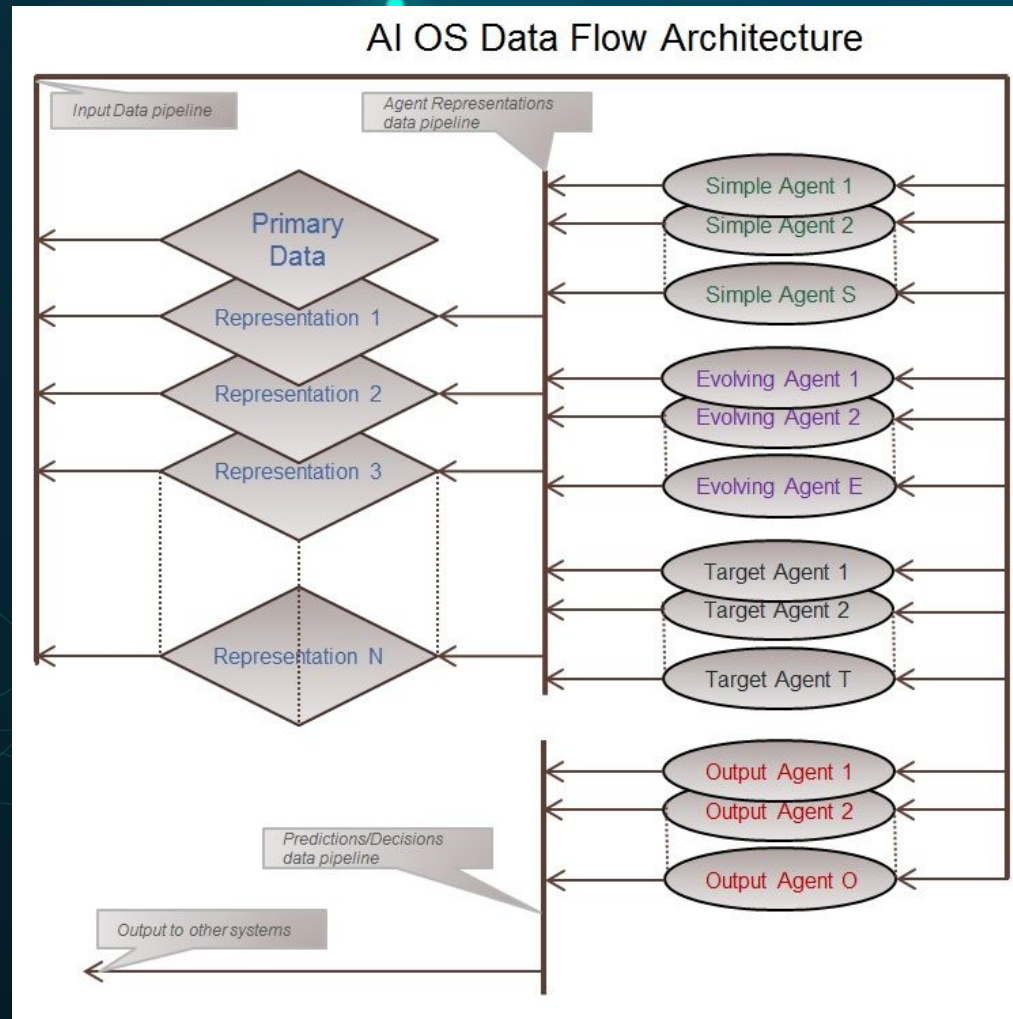 AI OS Data Flow Architecture
Input Data pipeline
Agent Representations
data pipeline
Primary
Data
Representation 1
Representation 2
Representation 3
Representation N
Simple Agent 1
Simple Agent 2
Simple Agent S
Evolving Agent 1
Evolving Agent 2
Evolving Agent E
Target Agent 1
Target Agent 2
Target Agent T
Output Agent 1
Output Agent 2
Output Agent O
Predictions/Decisions
data pipeline
Output to other systems